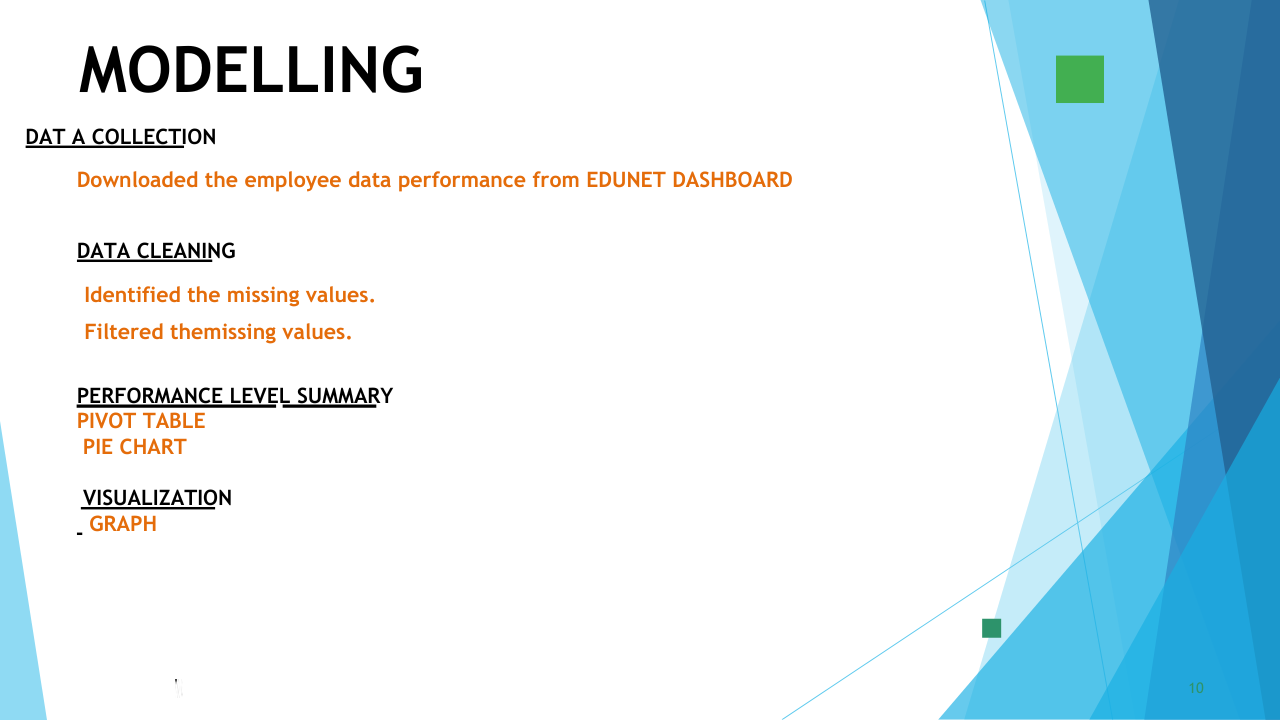 MODELLING
DAT A COLLECTION
Downloaded the employee data performance from EDUNET DASHBOARD
DATA CLEANING
Identified the missing values.
Filtered themissing values.
PERFORMANCE LEVEL SUMMARY
PIVOT TABLE
PIE CHART
VISUALIZATION
GRAPH
10